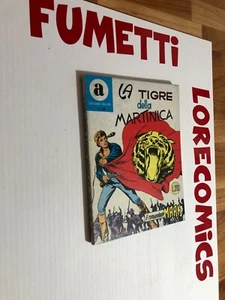 FUMETTI
LORECOMICS
a
LA TIGRE
della
MARTINICA